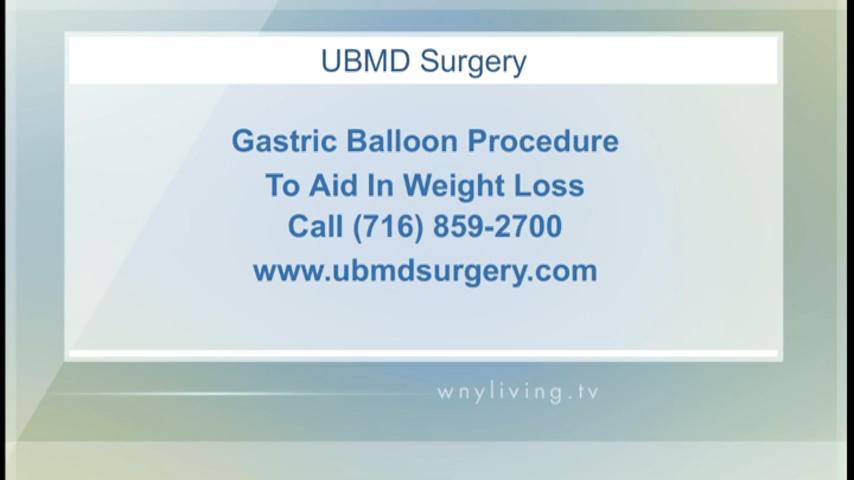 UBMD Surgery
Gastric Balloon Procedure
To Aid In Weight Loss
Call (716) 859-2700
www.ubmdsurgery.com
wnyliving.tv